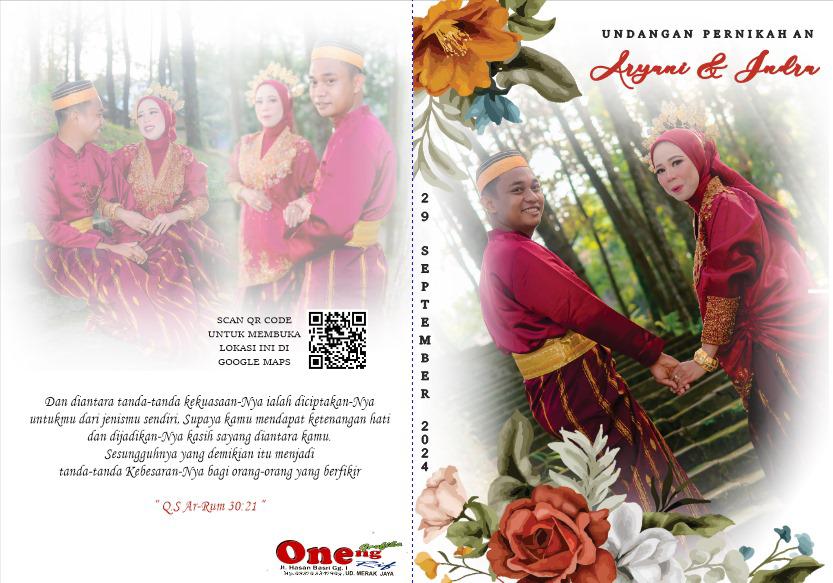 SCAN QR CODE
UNTUK MEMBUKA
LOKASI INI DI
GOOGLE MAPS
Dan diantara tanda-tanda kekuasaan-Nya ialah diciptakan-Nya
untukmu dari jenismu sendiri, Supaya kamu mendapat ketenangan hati
dan dijadikan-Nya kasih sayang diantara kamu.
Sesungguhnya yang demikian itu menjadi
tanda-tanda Kebesaran-Nya bagi orang-orang yang berfikir
" Q.S Ar-Rum 30:21 "
Oneng
Jl. Hasan Basri Gg. I
UD. MERAK JAYA
UNDANGAN PERNIKAHAN
Aryani & Indra
29 SEPTEMBER 2024